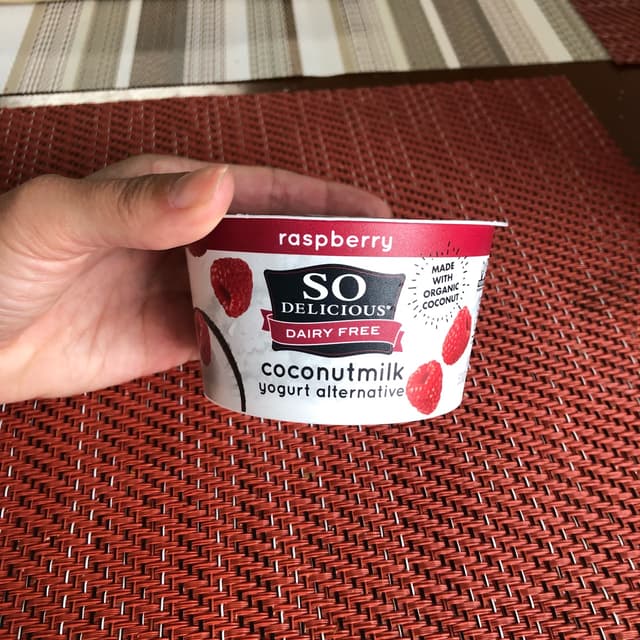 raspberry
SO
DELICIOUS®
DAIRY FREE
coconutmilk
yogurt alternative
MADE
WITH
ORGANIC
COCONUT